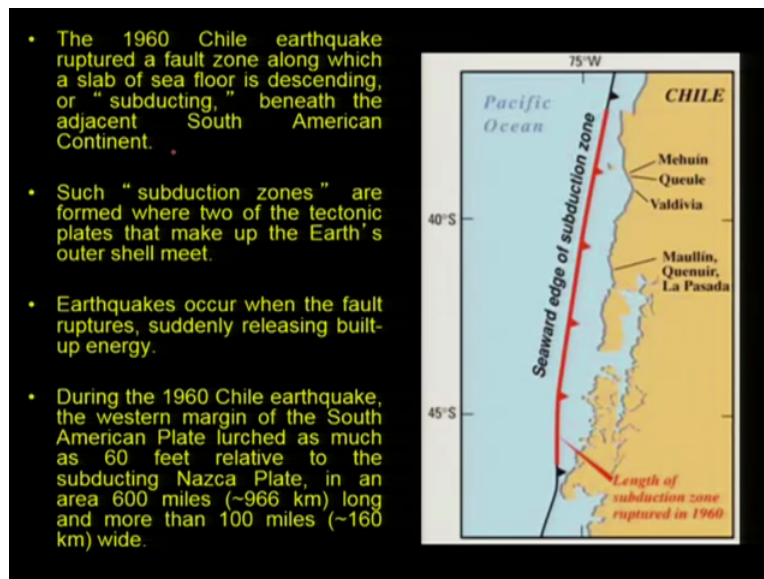 • The 1960 Chile earthquake
ruptured a fault zone along which
a slab of sea floor is descending,
or “subducting,” beneath the
adjacent South American
Continent.
• Such “subduction zones” are
formed where two of the tectonic
plates that make up the Earth’s
outer shell meet.
• Earthquakes occur when the fault
ruptures, suddenly releasing built-
up energy.
• During the 1960 Chile earthquake,
the western margin of the South
American Plate lurched as much
as 60 feet relative to the
subducting Nazca Plate, in an
area 600 miles (~966 km) long
and more than 100 miles (~160
km) wide.
75°W
Pacific
Ocean
CHILE
Seaward edge of subduction zone
Mehuín
Queule
Valdivia
40°S
Maullín,
Quenuir,
La Pasada
45°S
Length of
subduction zone
ruptured in 1960